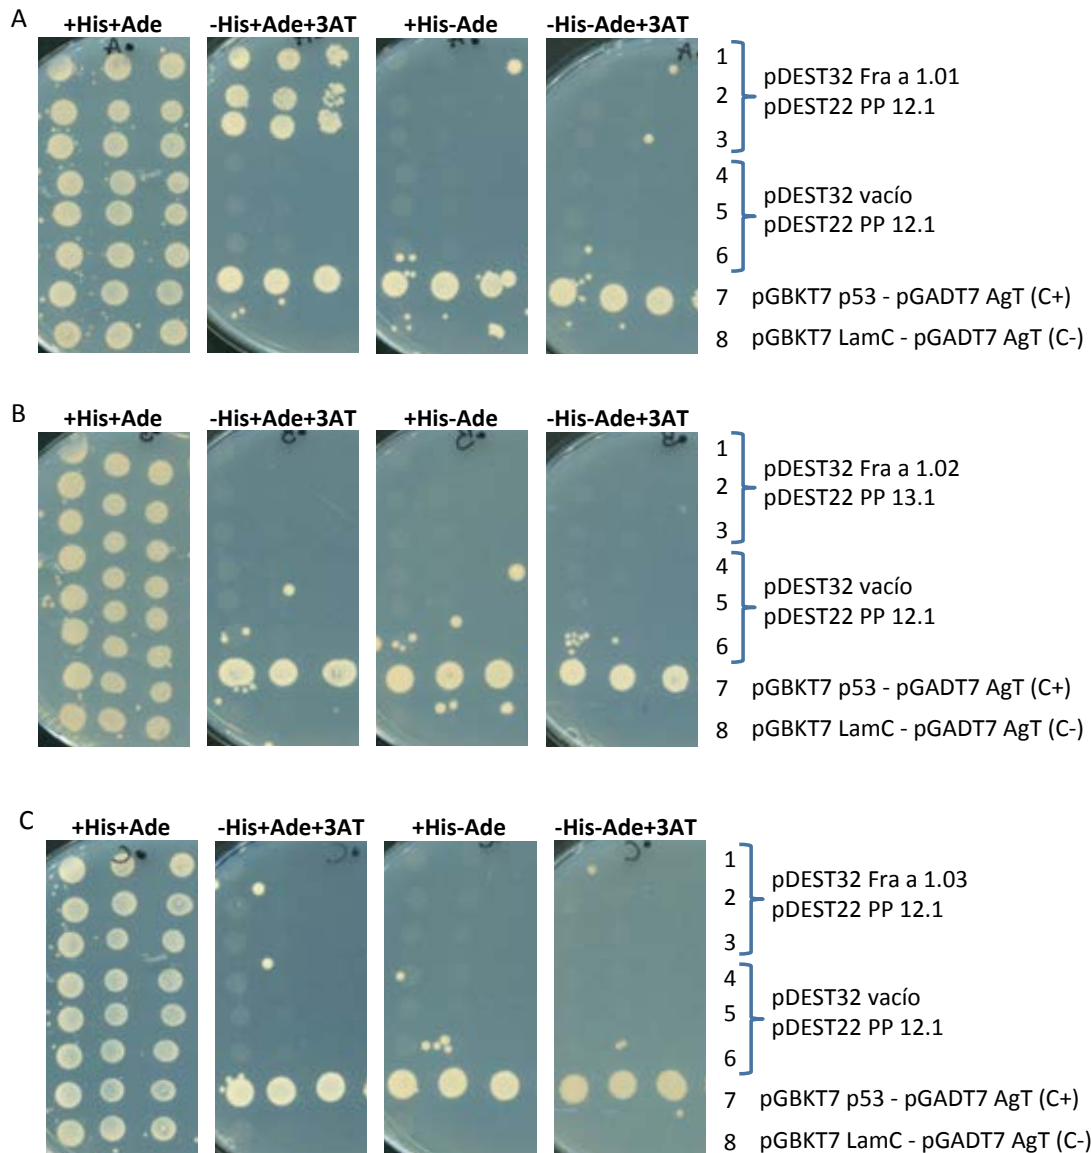 A
+His+Ade -His+Ade+3AT +His-Ade -His-Ade+3AT
1
2
3
pDEST32 Fra a 1.01
pDEST22 PP 12.1
4
5
6
pDEST32 vacío
pDEST22 PP 12.1
7 pGBKT7 p53 - pGADT7 AgT (C+)
8 pGBKT7 LamC - pGADT7 AgT (C-)
B
+His+Ade -His+Ade+3AT +His-Ade -His-Ade+3AT
1
2
3
pDEST32 Fra a 1.02
pDEST22 PP 13.1
4
5
6
pDEST32 vacío
pDEST22 PP 12.1
7 pGBKT7 p53 - pGADT7 AgT (C+)
8 pGBKT7 LamC - pGADT7 AgT (C-)
C
+His+Ade -His+Ade+3AT +His-Ade -His-Ade+3AT
1
2
3
pDEST32 Fra a 1.03
pDEST22 PP 12.1
4
5
6
pDEST32 vacío
pDEST22 PP 12.1
7 pGBKT7 p53 - pGADT7 AgT (C+)
8 pGBKT7 LamC - pGADT7 AgT (C-)